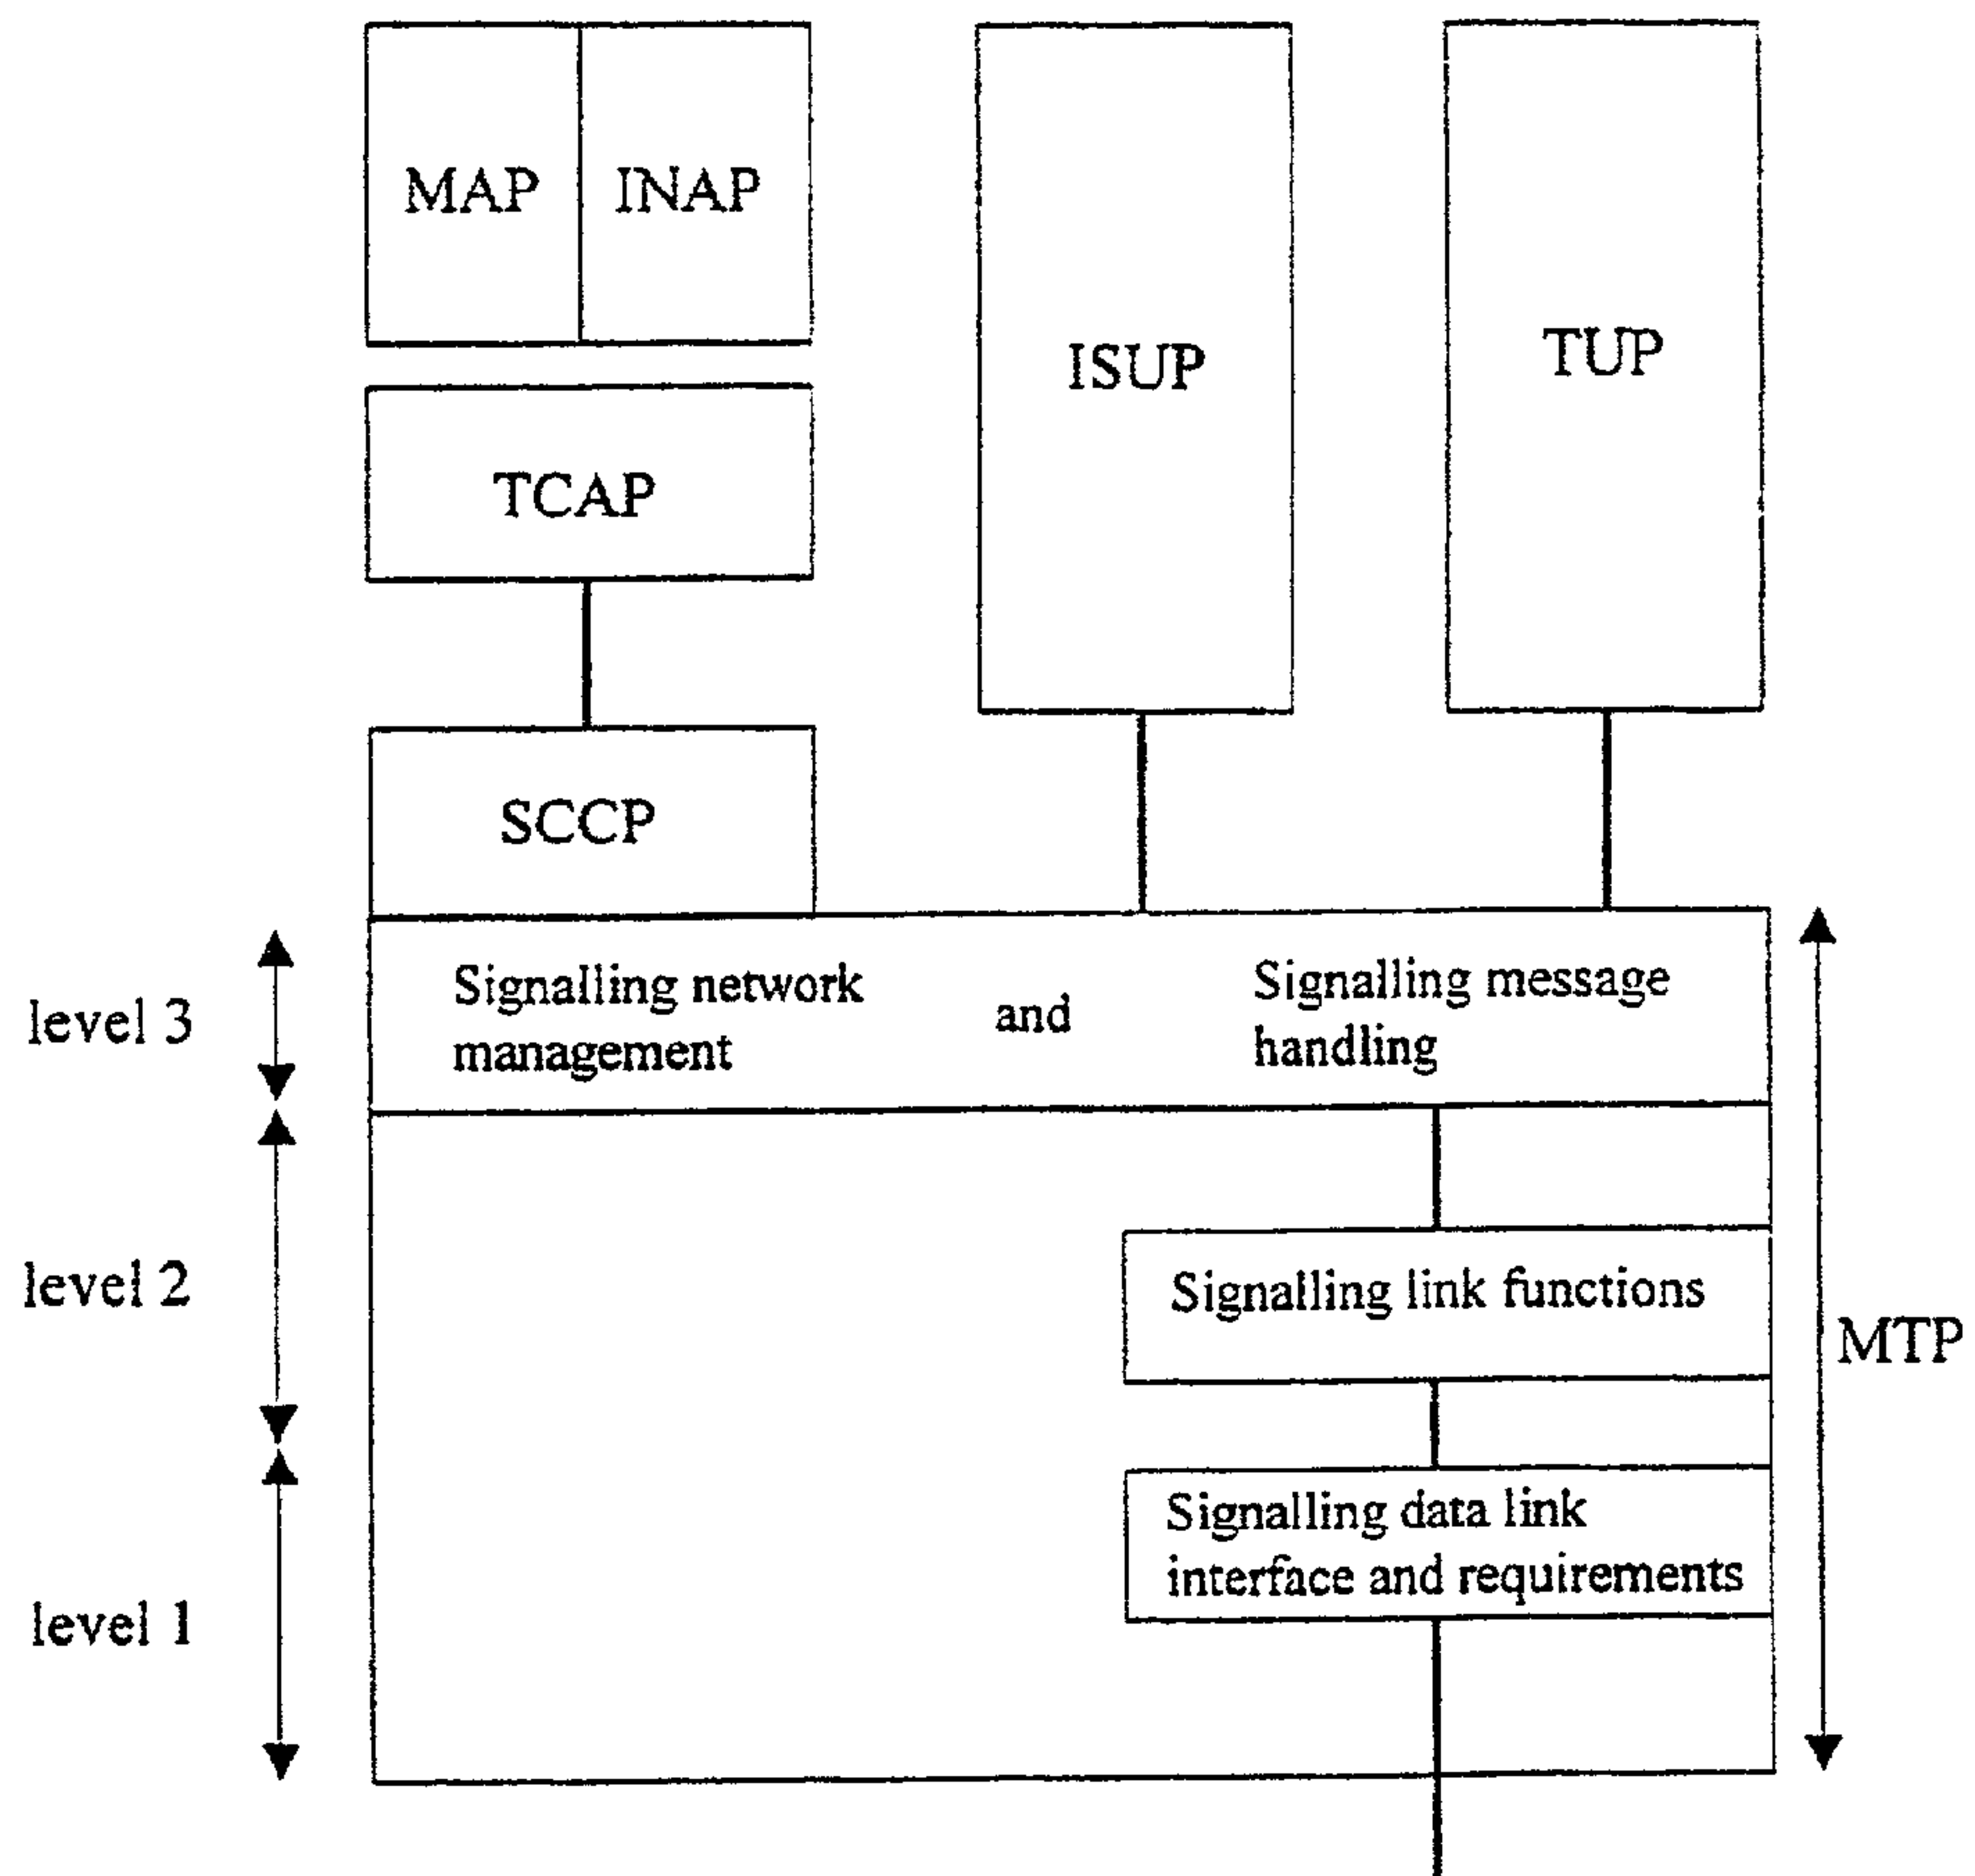 MAP
INAP
ISUP
TUP
TCAP
SCCP
level 3
Signalling network
management
and
Signalling message
handling
level 2
Signalling link functions
MTP
level 1
Signalling data link
interface and requirements